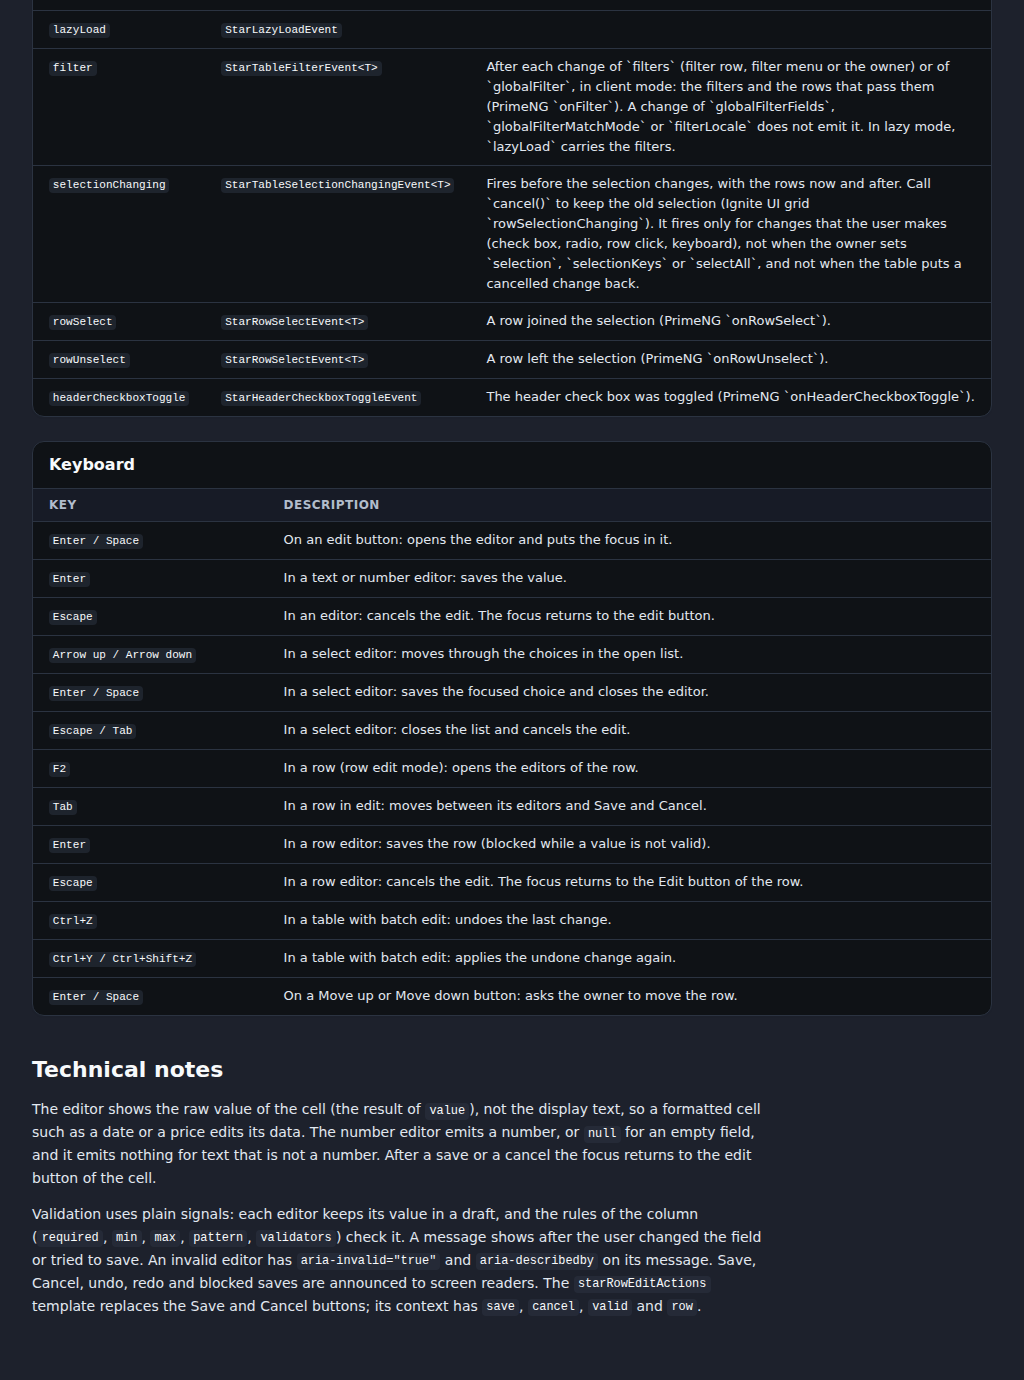 lazyLoad StarLazyLoadEvent
filter StarTableFilterEvent<T> After each change of `filters` (filter row, filter menu or the owner) or of
`globalFilter`, in client mode: the filters and the rows that pass them
(PrimeNG `onFilter`). A change of `globalFilterFields`,
`globalFilterMatchMode` or `filterLocale` does not emit it. In lazy mode,
`lazyLoad` carries the filters.
selectionChanging StarTableSelectionChangingEvent<T> Fires before the selection changes, with the rows now and after. Call
`cancel()` to keep the old selection (Ignite UI grid
`rowSelectionChanging`). It fires only for changes that the user makes
(check box, radio, row click, keyboard), not when the owner sets
`selection`, `selectionKeys` or `selectAll`, and not when the table puts a
cancelled change back.
rowSelect StarRowSelectEvent<T> A row joined the selection (PrimeNG `onRowSelect`).
rowUnselect StarRowSelectEvent<T> A row left the selection (PrimeNG `onRowUnselect`).
headerCheckboxToggle StarHeaderCheckboxToggleEvent The header check box was toggled (PrimeNG `onHeaderCheckboxToggle`).
Keyboard
KEY DESCRIPTION
Enter / Space On an edit button: opens the editor and puts the focus in it.
Enter In a text or number editor: saves the value.
Escape In an editor: cancels the edit. The focus returns to the edit button.
Arrow up / Arrow down In a select editor: moves through the choices in the open list.
Enter / Space In a select editor: saves the focused choice and closes the editor.
Escape / Tab In a select editor: closes the list and cancels the edit.
F2 In a row (row edit mode): opens the editors of the row.
Tab In a row in edit: moves between its editors and Save and Cancel.
Enter In a row editor: saves the row (blocked while a value is not valid).
Escape In a row editor: cancels the edit. The focus returns to the Edit button of the row.
Ctrl+Z In a table with batch edit: undoes the last change.
Ctrl+Y / Ctrl+Shift+Z In a table with batch edit: applies the undone change again.
Enter / Space On a Move up or Move down button: asks the owner to move the row.
Technical notes
The editor shows the raw value of the cell (the result of value), not the display text, so a formatted cell
such as a date or a price edits its data. The number editor emits a number, or null for an empty field,
and it emits nothing for text that is not a number. After a save or a cancel the focus returns to the edit
button of the cell.
Validation uses plain signals: each editor keeps its value in a draft, and the rules of the column
(required, min, max, pattern, validators) check it. A message shows after the user changed the field
or tried to save. An invalid editor has aria-invalid="true" and aria-describedby on its message. Save,
Cancel, undo, redo and blocked saves are announced to screen readers. The starRowEditActions
template replaces the Save and Cancel buttons; its context has save, cancel, valid and row.